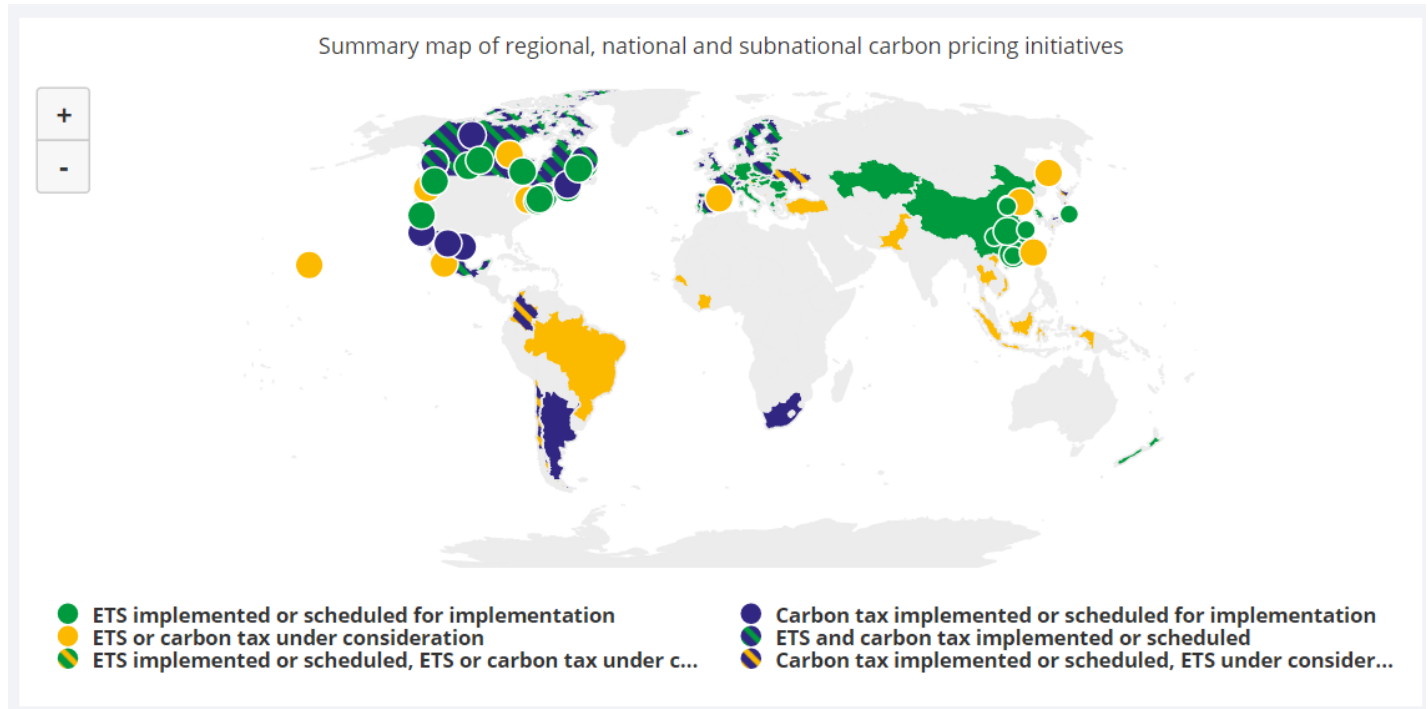 Summary map of regional, national and subnational carbon pricing initiatives
+
-
ETS implemented or scheduled for implementation
ETS or carbon tax under consideration
ETS implemented or scheduled, ETS or carbon tax under c...
Carbon tax implemented or scheduled for implementation
ETS and carbon tax implemented or scheduled
Carbon tax implemented or scheduled, ETS under consider...